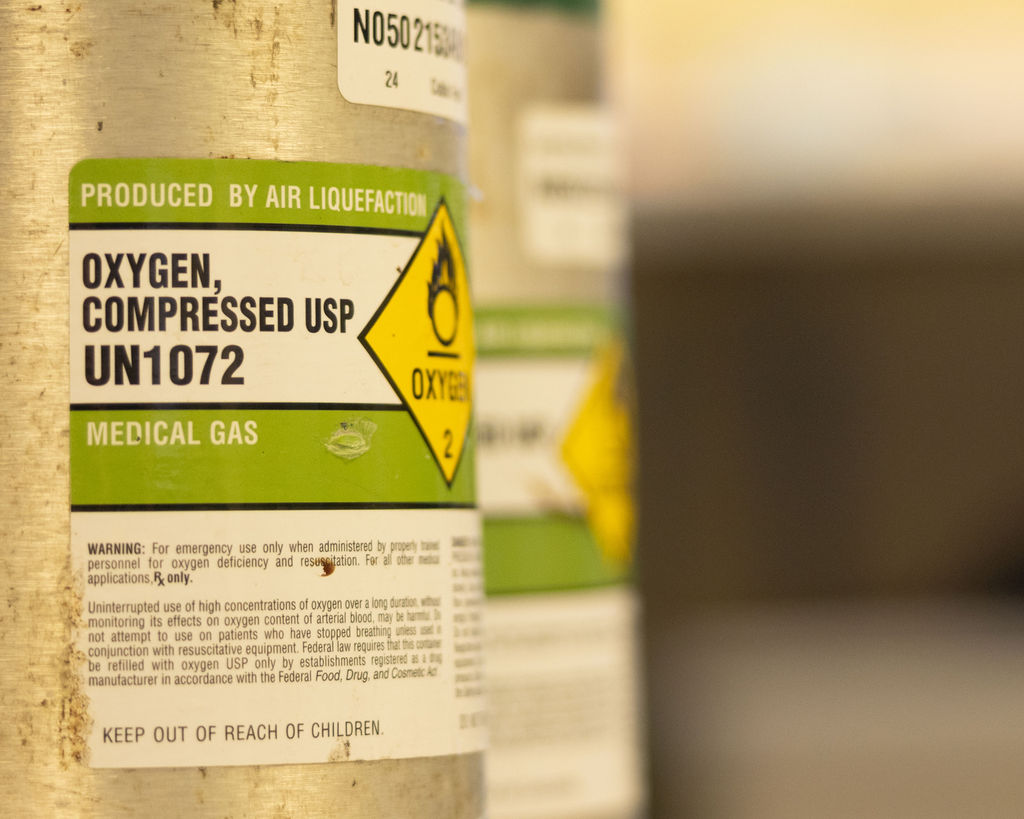 24
PRODUCED BY AIR LIQUEFACTION
OXYGEN,
COMPRESSED USP
UN1072
OXYGEN
2
MEDICAL GAS
WARNING: For emergency use only when administered by properly trained
personnel for oxygen deficiency and resuscitation. For all other medical
applications, ℞ only.
Uninterrupted use of high concentrations of oxygen over a long duration, without
monitoring its effects on oxygen content of arterial blood, may be harmful. Do
not attempt to use on patients who have stopped breathing unless used in
conjunction with resuscitative equipment. Federal law requires that this container
be refilled with oxygen USP only by establishments registered as a drug
manufacturer in accordance with the Federal Food, Drug, and Cosmetic Act
KEEP OUT OF REACH OF CHILDREN.